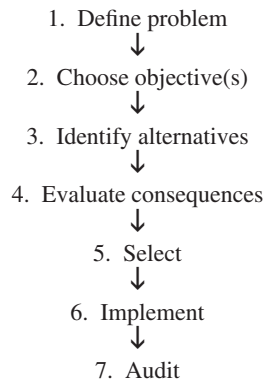 1. Define problem
2. Choose objective(s)
3. Identify alternatives
4. Evaluate consequences
5. Select
6. Implement
7. Audit